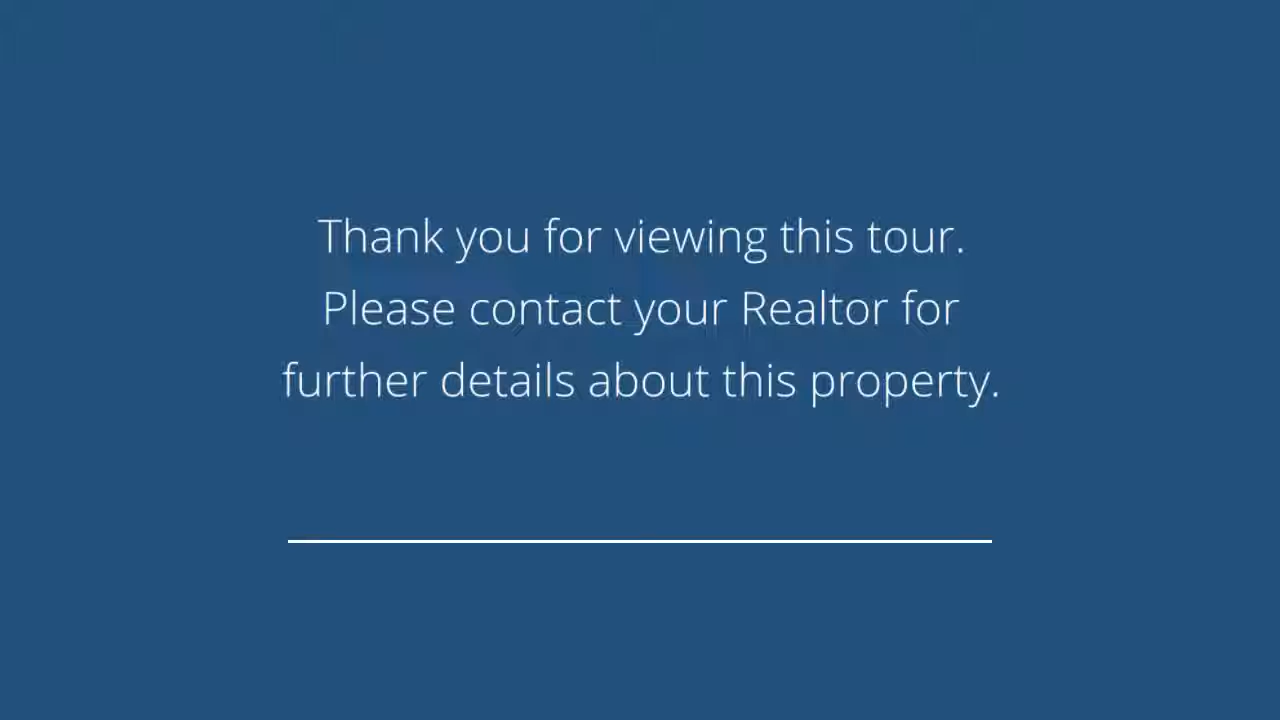 Thank you for viewing this tour.
Please contact your Realtor for
further details about this property.